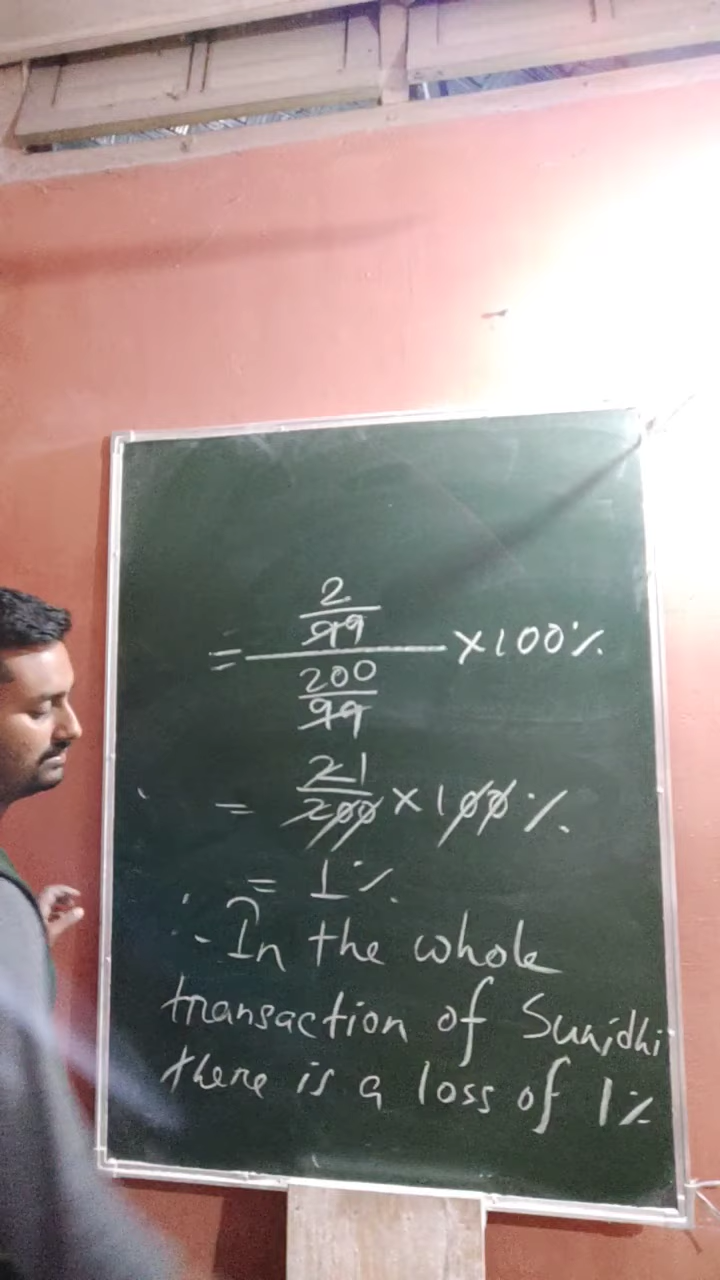 = 2/99 / 200/99 ×100%
= 21/200 × 100 %
= 1%
∴ In the whole
transaction of Sunidhi
there is a loss of 1%